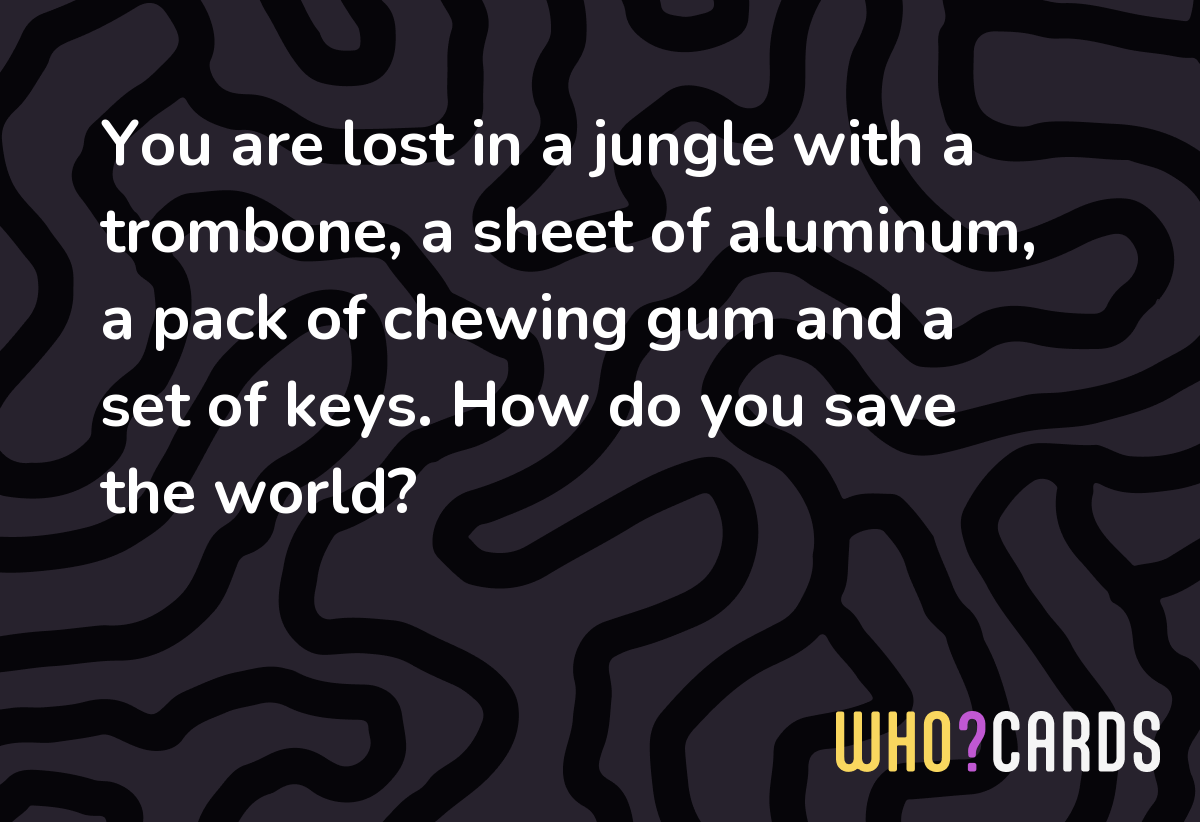 You are lost in a jungle with a
trombone, a sheet of aluminum,
a pack of chewing gum and a
set of keys. How do you save
the world?
WHO?CARDS